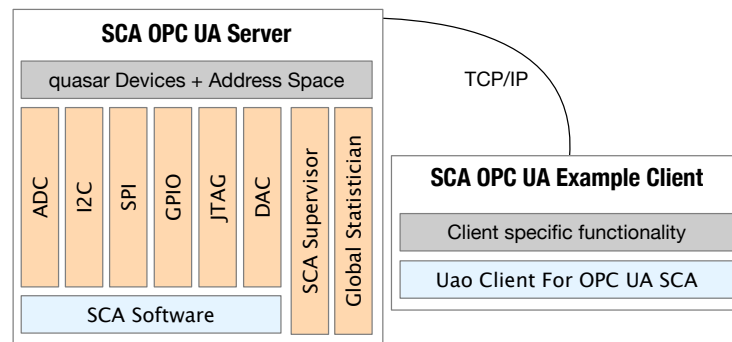 SCA OPC UA Server
quasar Devices + Address Space
TCP/IP
ADC
I2C
SPI
GPIO
JTAG
DAC
SCA Supervisor
Global Statistician
SCA Software
SCA OPC UA Example Client
Client specific functionality
Uao Client For OPC UA SCA